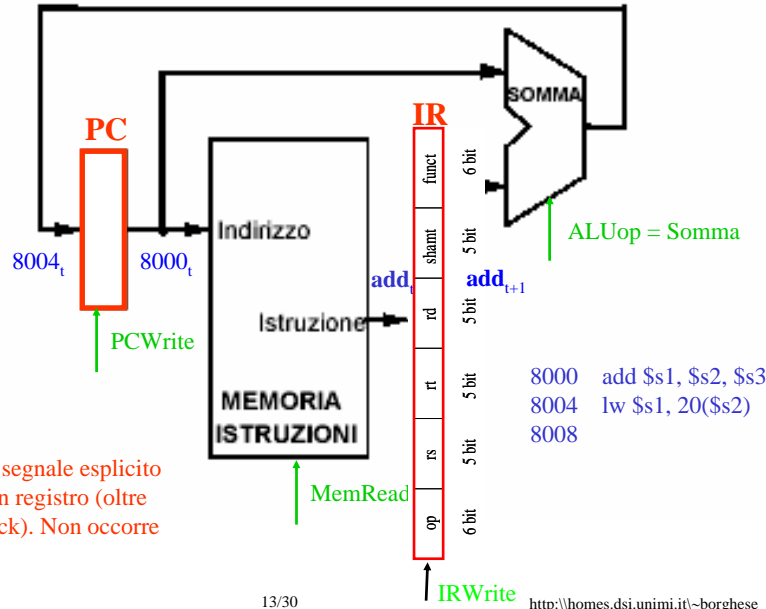 SOMMA
PC
IR
funct
6 bit
Indirizzo
ALUop = Somma
shamt
5 bit
8004t
8000t
addt
addt+1
rd
5 bit
Istruzione
PCWrite
rt
5 bit
8000 add $s1, $s2, $s3
MEMORIA
8004 lw $s1, 20($s2)
ISTRUZIONI
8008
rs
5 bit
segnale esplicito
n registro (oltre
MemRead
ck). Non occorre
op
6 bit
IRWrite
13/30
http:\\homes.dsi.unimi.it\~borghese